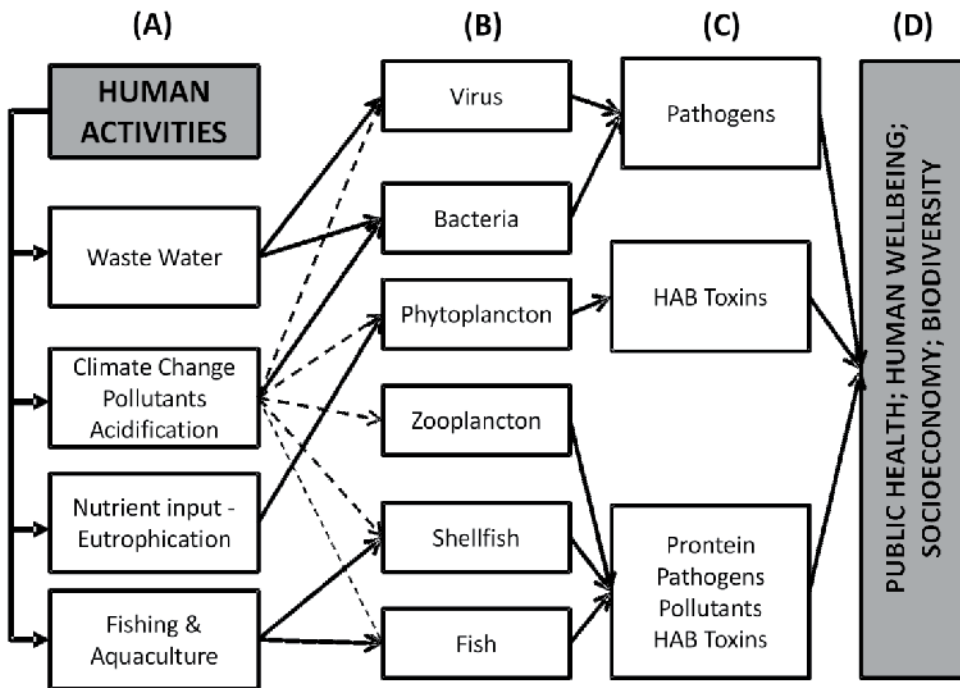 (A)
(B)
(C)
(D)
HUMAN
ACTIVITIES
Waste Water
Climate Change
Pollutants
Acidification
Nutrient input -
Eutrophication
Fishing &
Aquaculture
Virus
Bacteria
Phytoplancton
Zooplancton
Shellfish
Fish
Pathogens
HAB Toxins
Prontein
Pathogens
Pollutants
HAB Toxins
PUBLIC HEALTH; HUMAN WELLBEING;
SOCIOECONOMY; BIODIVERSITY